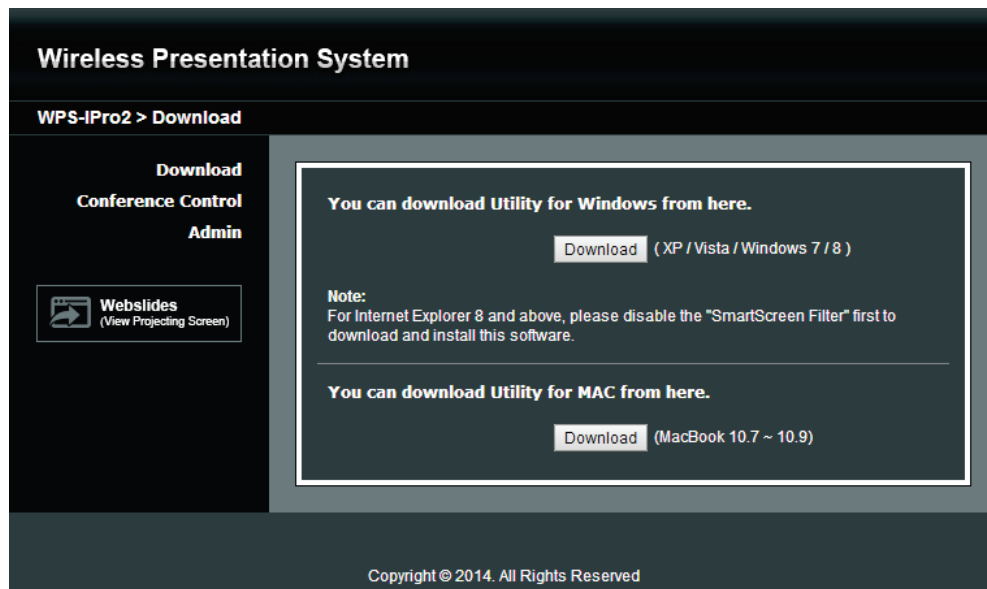 Wireless Presentation System
WPS-IPro2 > Download
Download
Conference Control
Admin
Webslides
(View Projecting Screen)
You can download Utility for Windows from here.
Download ( XP / Vista / Windows 7 / 8 )
Note:
For Internet Explorer 8 and above, please disable the "SmartScreen Filter" first to
download and install this software.
You can download Utility for MAC from here.
Download (MacBook 10.7 ~ 10.9)
Copyright © 2014. All Rights Reserved